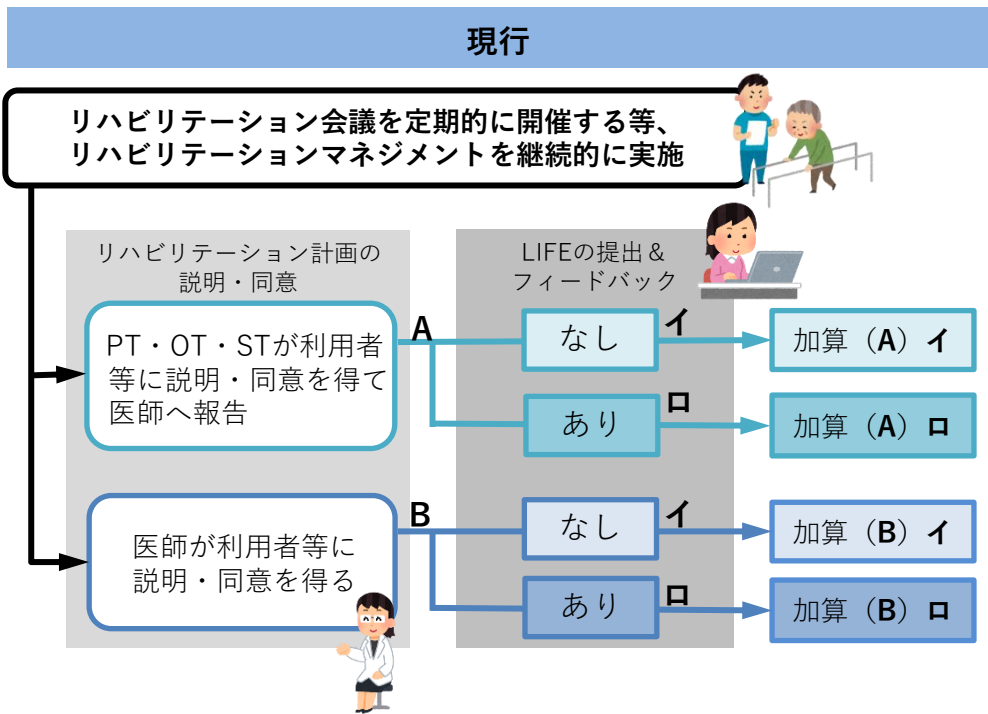 現行
リハビリテーション会議を定期的に開催する等、
リハビリテーションマネジメントを継続的に実施
リハビリテーション計画の
説明・同意
LIFEの提出＆
フィードバック
PT・OT・STが利用者
等に説明・同意を得て
医師へ報告
A
なし
イ
加算（A）イ
あり
ロ
加算（A）ロ
医師が利用者等に
説明・同意を得る
B
なし
イ
加算（B）イ
あり
ロ
加算（B）ロ